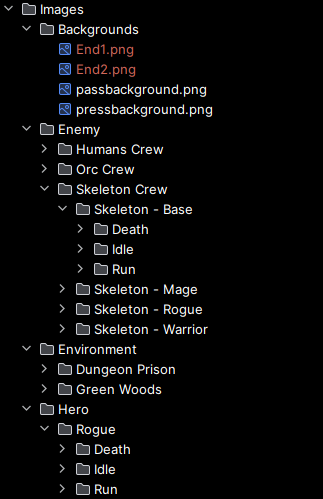 Images
Backgrounds
End1.png
End2.png
passbackground.png
pressbackground.png
Enemy
Humans Crew
Orc Crew
Skeleton Crew
Skeleton - Base
Death
Idle
Run
Skeleton - Mage
Skeleton - Rogue
Skeleton - Warrior
Environment
Dungeon Prison
Green Woods
Hero
Rogue
Death
Idle
Run